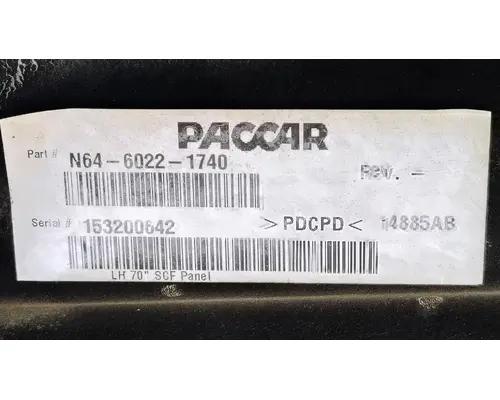 PACCAR
Part # N64-6022-1740 Rev. -
Serial # 153200642 >PDCPD< 14885AB
LH 70" SCF Panel